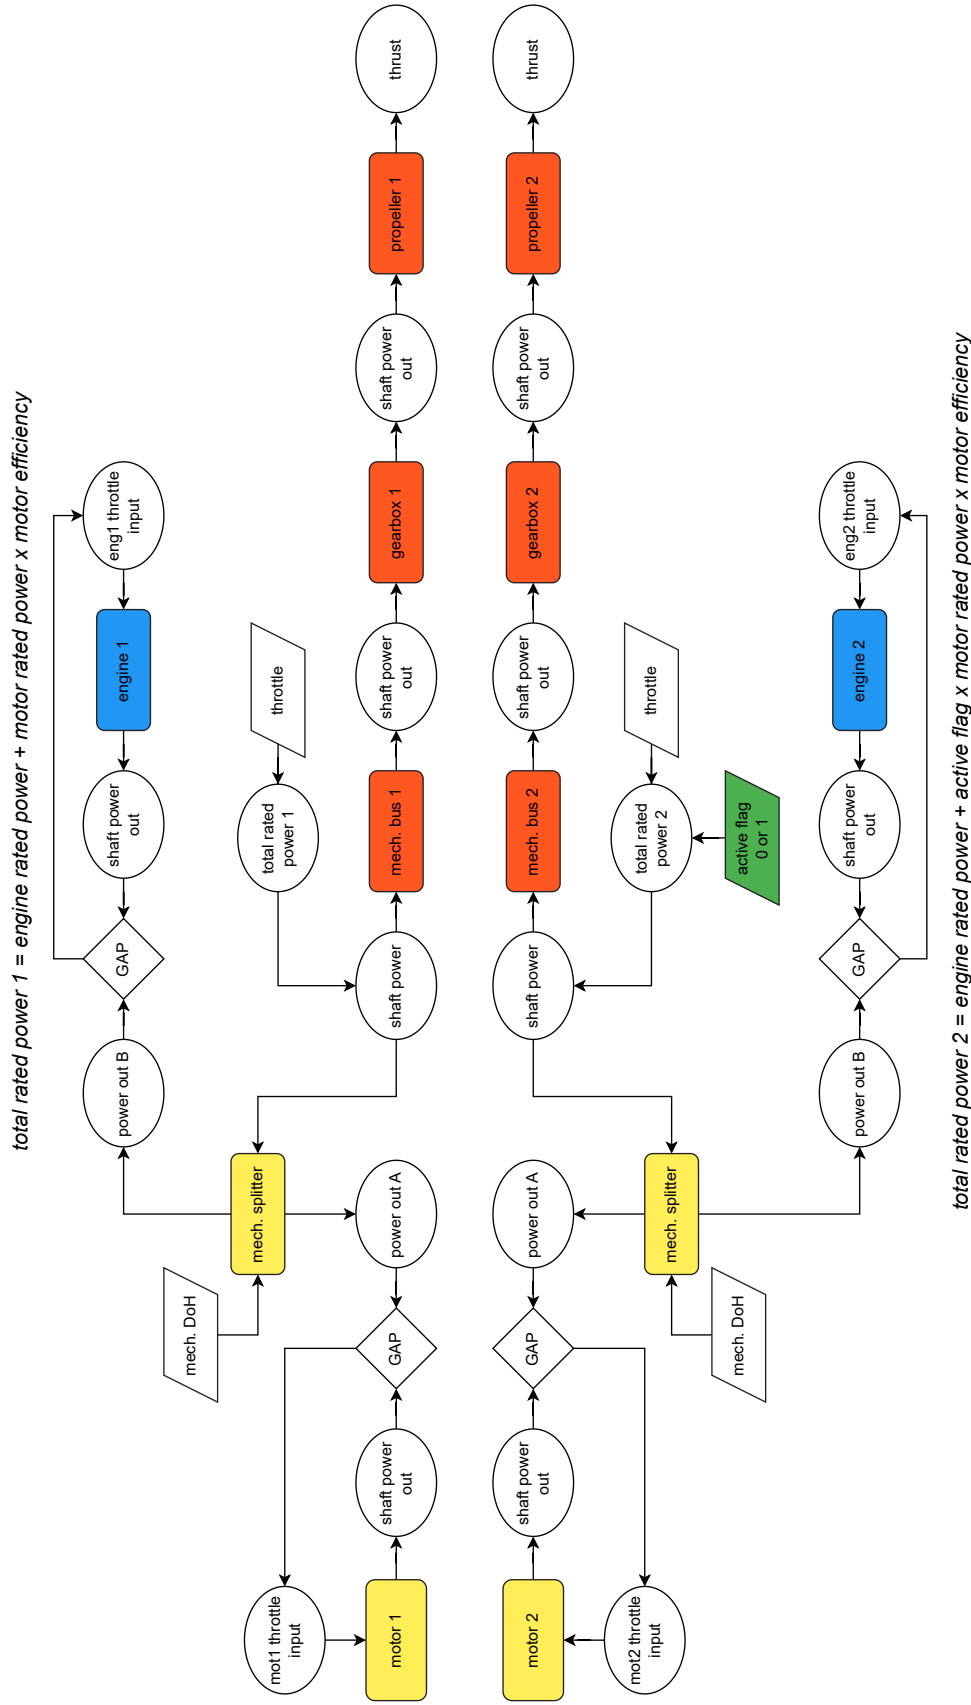 total rated power 1 = engine rated power + motor rated power x motor efficiency
power out B
GAP
shaft power
out
engine 1
eng1 throttle
input
mech. DoH
mot1 throttle
input
mech. splitter
total rated
power 1
throttle
motor 1
shaft power
out
GAP
power out A
shaft power
mech. bus 1
shaft power
out
gearbox 1
shaft power
out
propeller 1
thrust
motor 2
shaft power
out
GAP
power out A
shaft power
mech. bus 2
shaft power
out
gearbox 2
shaft power
out
propeller 2
thrust
mot2 throttle
input
mech. splitter
total rated
power 2
throttle
mech. DoH
active flag
0 or 1
power out B
GAP
shaft power
out
engine 2
eng2 throttle
input
total rated power 2 = engine rated power + active flag x motor rated power x motor efficiency